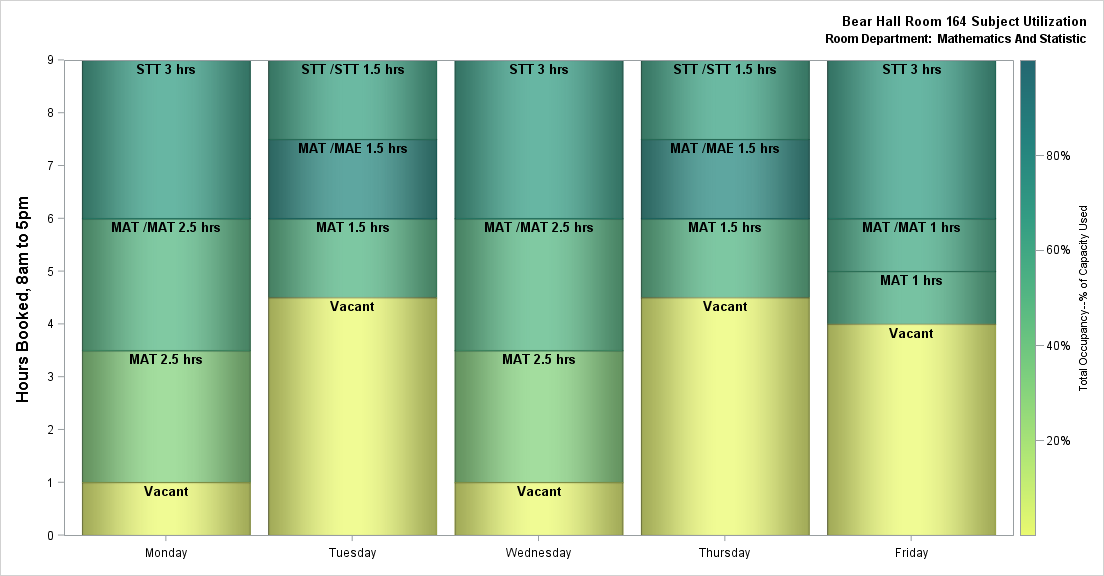 Bear Hall Room 164 Subject Utilization
Room Department: Mathematics And Statistic
Hours Booked, 8am to 5pm
9
8
7
6
5
4
3
2
1
0
STT 3 hrs
MAT /MAT 2.5 hrs
MAT 2.5 hrs
Vacant
STT /STT 1.5 hrs
MAT /MAE 1.5 hrs
MAT 1.5 hrs
Vacant
STT 3 hrs
MAT /MAT 2.5 hrs
MAT 2.5 hrs
Vacant
STT /STT 1.5 hrs
MAT /MAE 1.5 hrs
MAT 1.5 hrs
Vacant
STT 3 hrs
MAT /MAT 1 hrs
MAT 1 hrs
Vacant
Monday
Tuesday
Wednesday
Thursday
Friday
80%
60%
40%
20%
Total Occupancy--% of Capacity Used